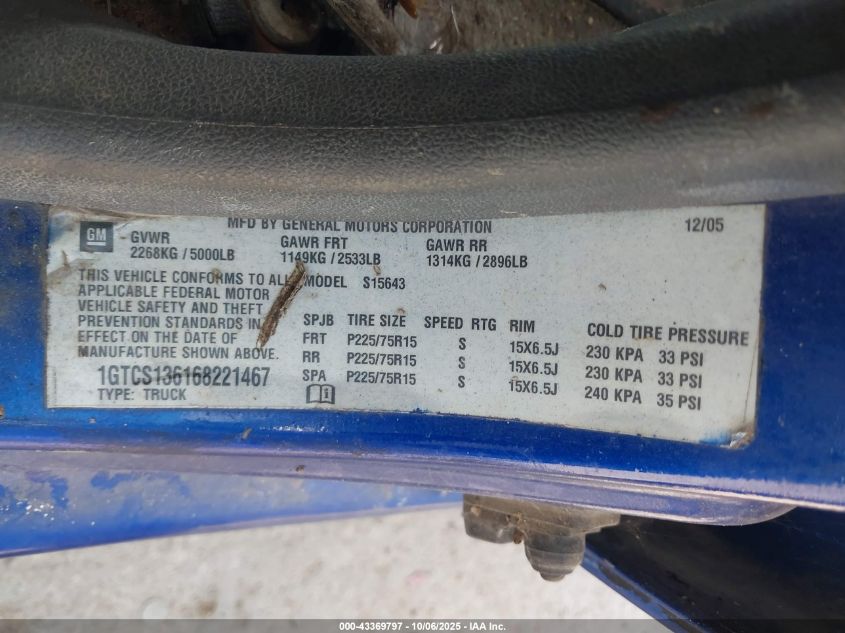 MFD BY GENERAL MOTORS CORPORATION 12/05
GM GVWR GAWR FRT GAWR RR
2268KG / 5000LB 1149KG / 2533LB 1314KG / 2896LB
THIS VEHICLE CONFORMS TO ALL MODEL S15643
APPLICABLE FEDERAL MOTOR
VEHICLE SAFETY AND THEFT
PREVENTION STANDARDS IN
EFFECT ON THE DATE OF
MANUFACTURE SHOWN ABOVE.
SPJB TIRE SIZE SPEED RTG RIM COLD TIRE PRESSURE
FRT P225/75R15 S 15X6.5J 230 KPA 33 PSI
RR P225/75R15 S 15X6.5J 230 KPA 33 PSI
SPA P225/75R15 S 15X6.5J 240 KPA 35 PSI
1GTCS136168221467
TYPE: TRUCK
000-43369797 - 10/06/2025 - IAA Inc.